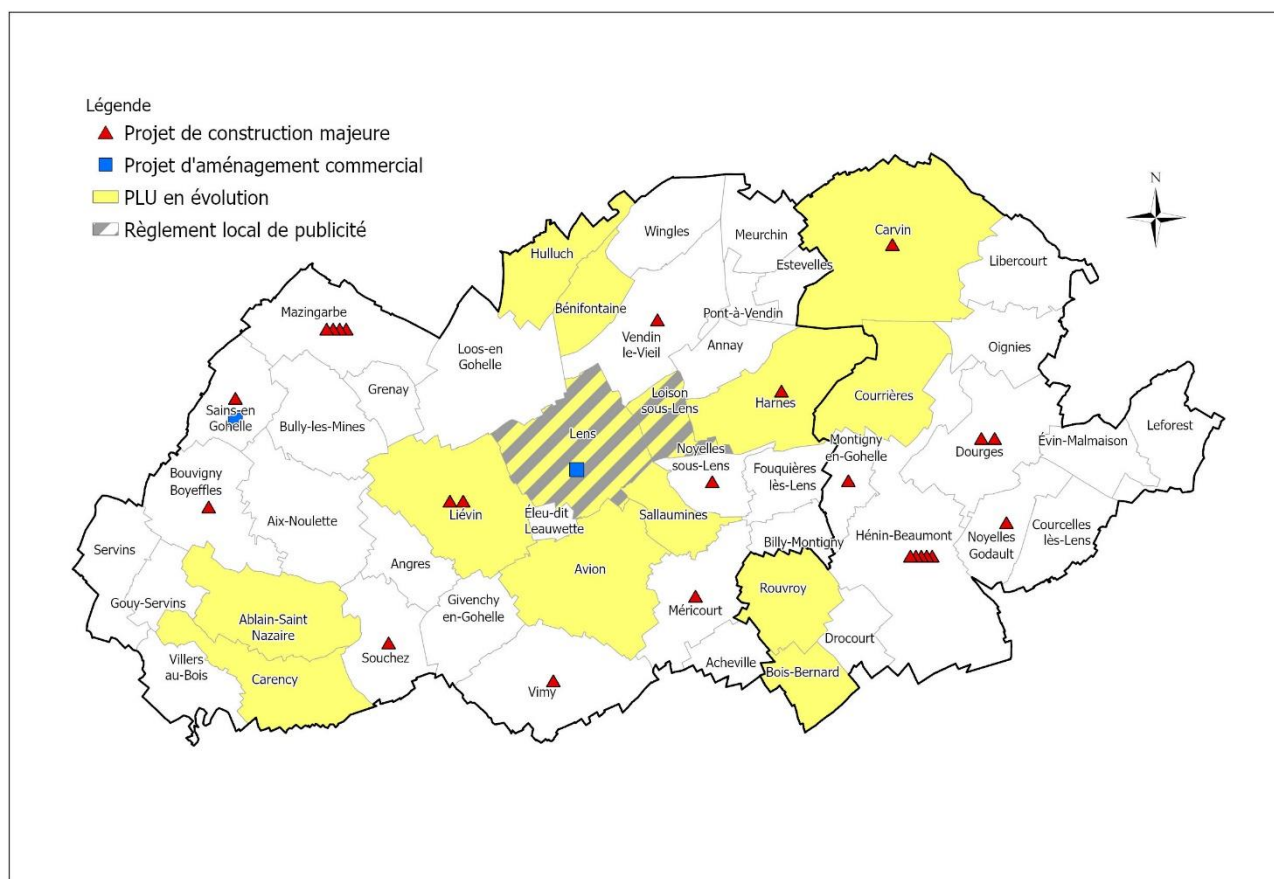 Légende
Projet de construction majeure
Projet d'aménagement commercial
PLU en évolution
Règlement local de publicité
N
Carvin
Wingles
Meurchin
Hulluch
Estevelles
Libercourt
Bénifontaine
Mazingarbe
Pont-à-Vendin
Vendin
le-Vieil
Annay
Oignies
Loos-en
Gohelle
Grenay
Loison
sous-Lens
Harnes
Courrières
Sains-en
Gohelle
Bully-les-Mines
Lens
Leforest
Montigny
en-Gohelle
Dourges
Évin-Malmaison
Noyelles
sous-Lens
Fouquières
lès-Lens
Bouvigny
Boyeffles
Liévin
Éleu-dit
Leauwette
Sallaumines
Aix-Noulette
Hénin-Beaumont
Noyelles
Godault
Courcelles
lès-Lens
Billy-Montigny
Servins
Angres
Avion
Rouvroy
Gouy-Servins
Givenchy
en-Gohelle
Méricourt
Ablain-Saint
Nazaire
Drocourt
Souchez
Acheville
Villers
au-Bois
Carency
Bois-Bernard
Vimy